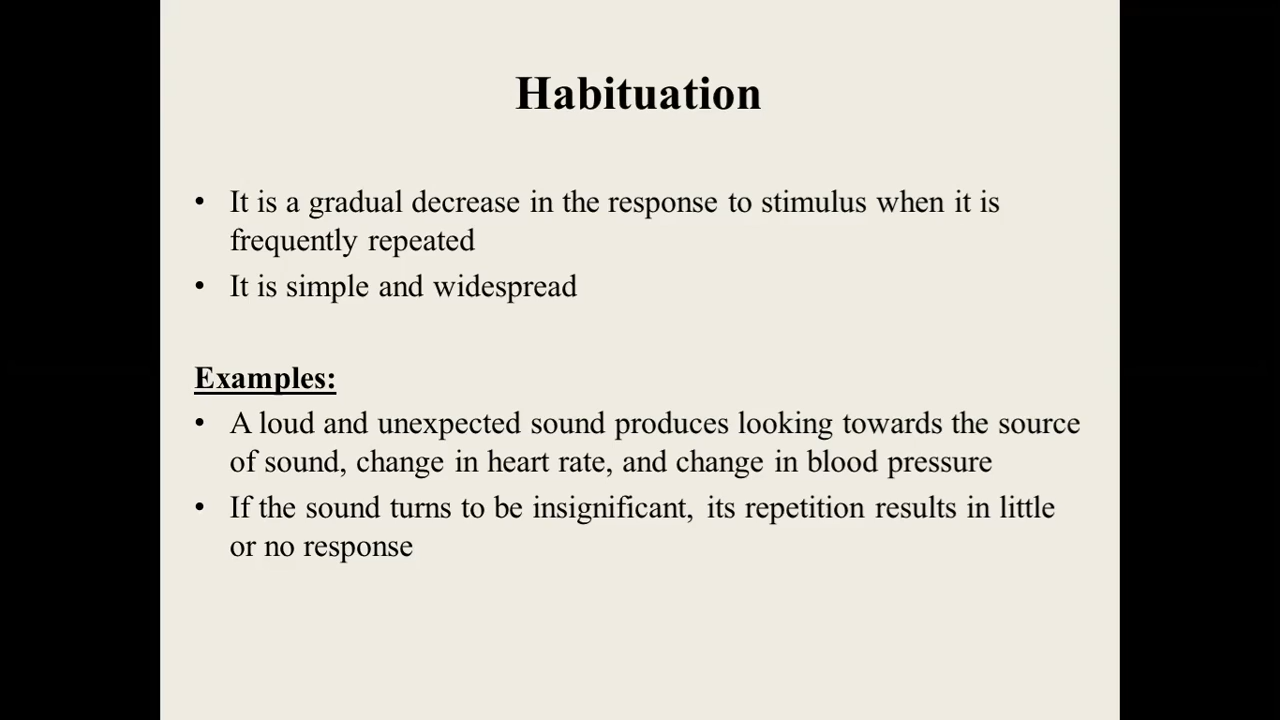 Habituation
• It is a gradual decrease in the response to stimulus when it is
frequently repeated
• It is simple and widespread
Examples:
• A loud and unexpected sound produces looking towards the source
of sound, change in heart rate, and change in blood pressure
• If the sound turns to be insignificant, its repetition results in little
or no response